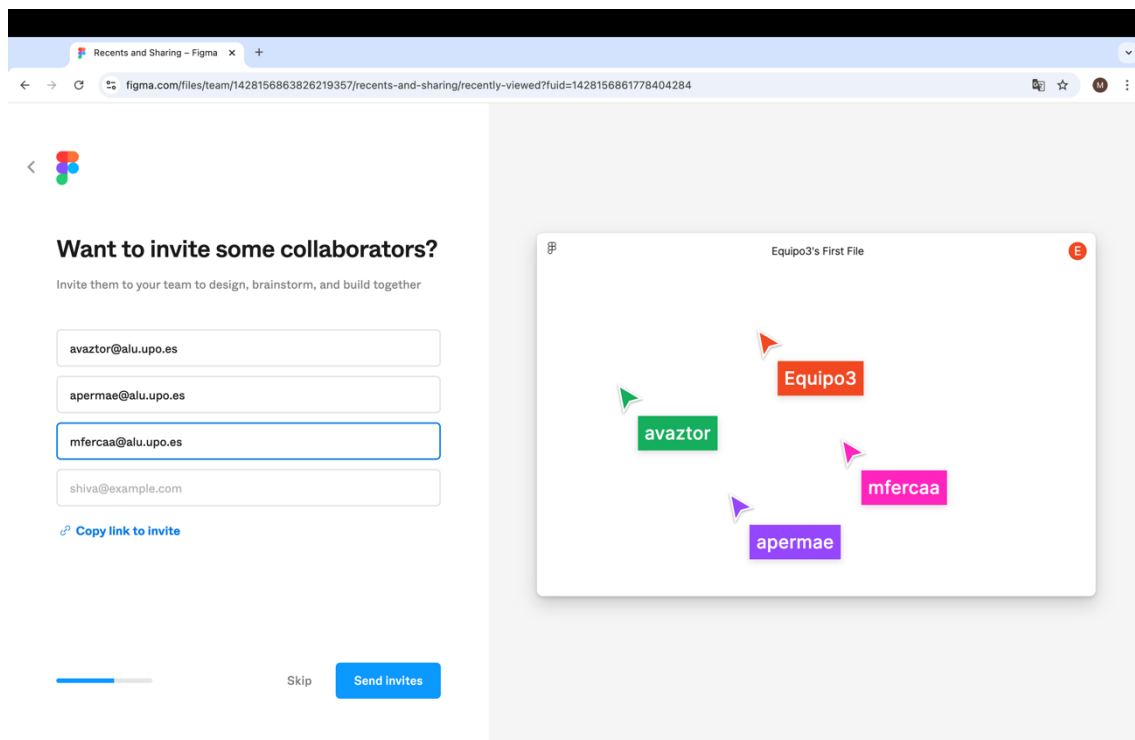 Recents and Sharing – Figma
figma.com/files/team/1428156863826219357/recents-and-sharing/recently-viewed?fuid=1428156861778404284
M
Want to invite some collaborators?
Invite them to your team to design, brainstorm, and build together
avaztor@alu.upo.es
apermae@alu.upo.es
mfercaa@alu.upo.es
shiva@example.com
Copy link to invite
Skip
Send invites
Equipo3's First File
E
Equipo3
avaztor
mfercaa
apermae